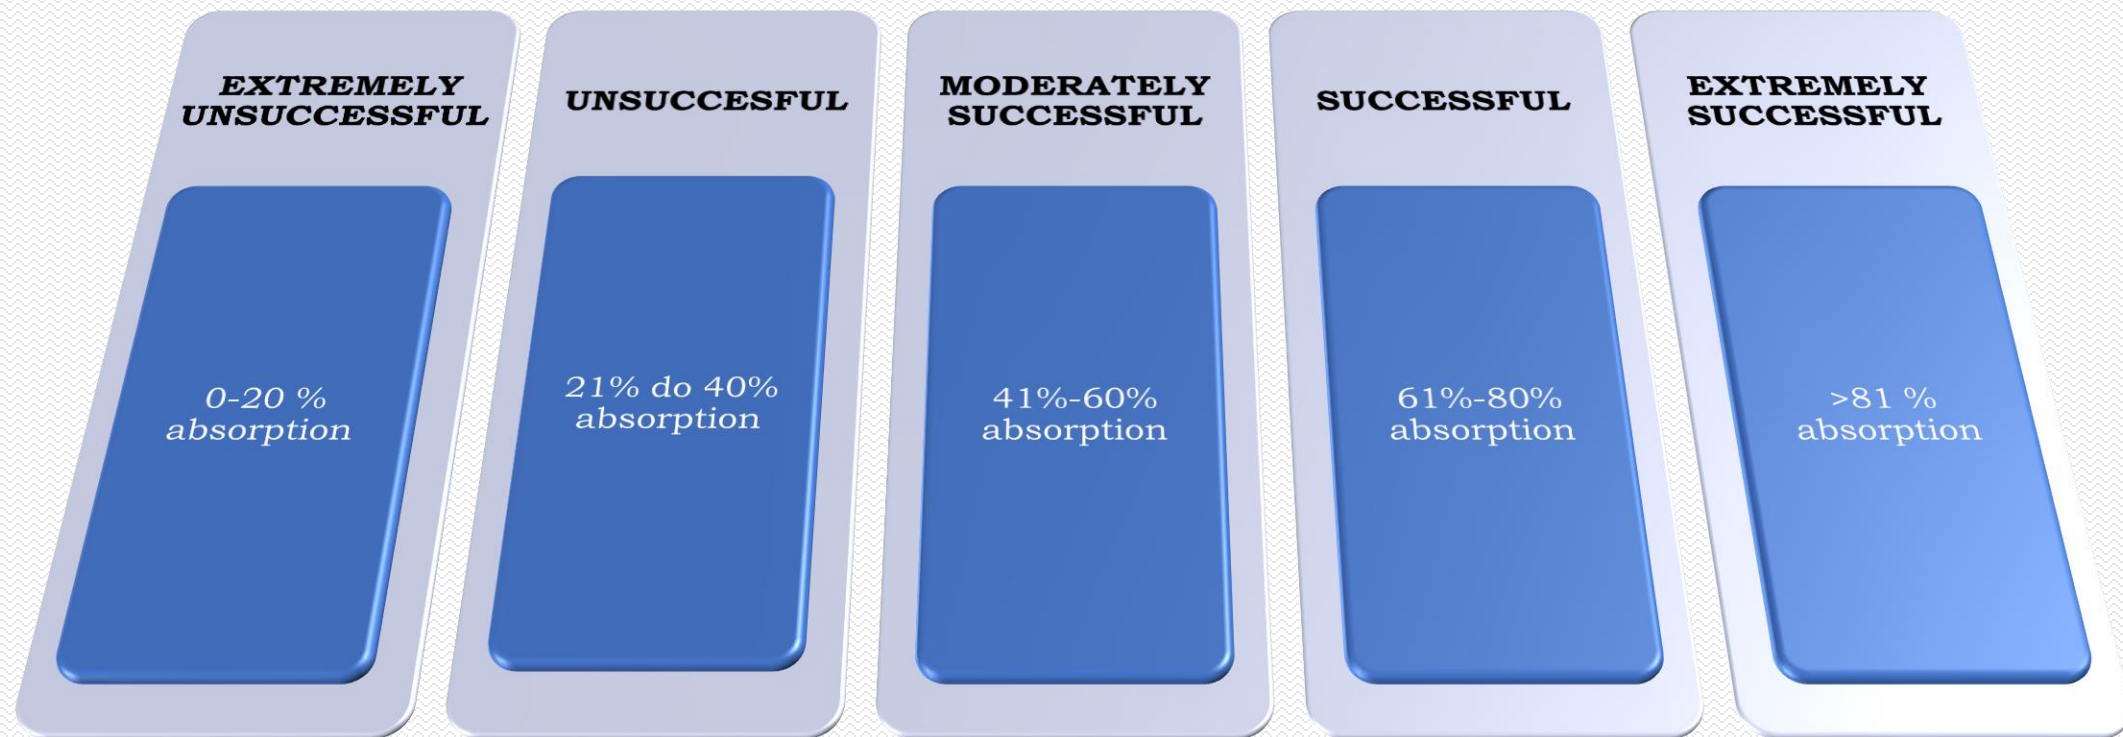 EXTREMELY
UNSUCCESSFUL
0-20 %
absorption
UNSUCCESFUL
21% do 40%
absorption
MODERATELY
SUCCESSFUL
41%-60%
absorption
SUCCESSFUL
61%-80%
absorption
EXTREMELY
SUCCESSFUL
>81 %
absorption